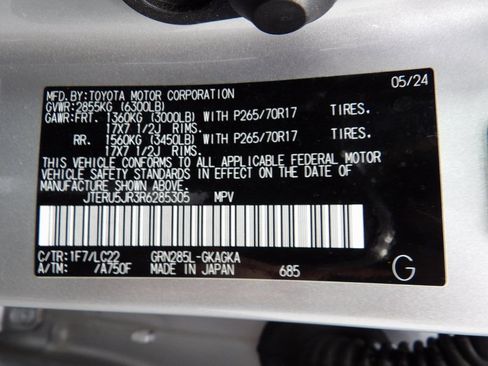 MFD.BY:TOYOTA MOTOR CORPORATION 05/24
GVWR:2855KG (6300LB)
GAWR:FRT. 1360KG (3000LB) WITH P265/70R17 TIRES.
17X7 1/2J RIMS.
RR. 1560KG (3450LB) WITH P265/70R17 TIRES.
17X7 1/2J RIMS.
THIS VEHICLE CONFORMS TO ALL APPLICABLE FEDERAL MOTOR
VEHICLE SAFETY STANDARDS IN EFFECT ON THE DATE OF
MANUFACTURE SHOWN ABOVE.
JTERU5JR3R6285305 MPV
C/TR:1F7/LC22 GRN285L-GKAGKA
A/TM: /A750F MADE IN JAPAN 685 G